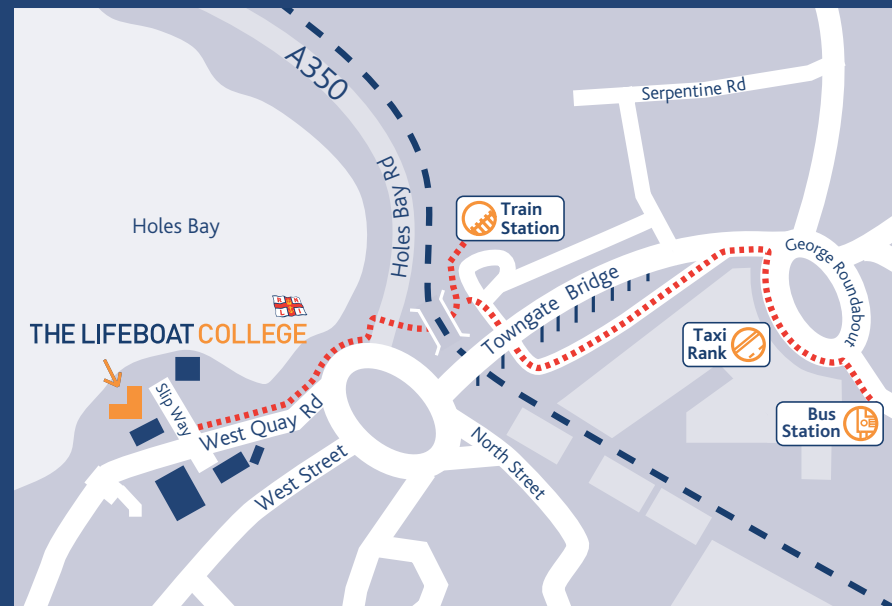 A350
Serpentine Rd
Holes Bay Rd
Train
Station
Holes Bay
George Roundabout
Towngate Bridge
RNLI
THE LIFEBOAT COLLEGE
Taxi
Rank
Slip Way
West Quay Rd
Bus
Station
West Street
North Street